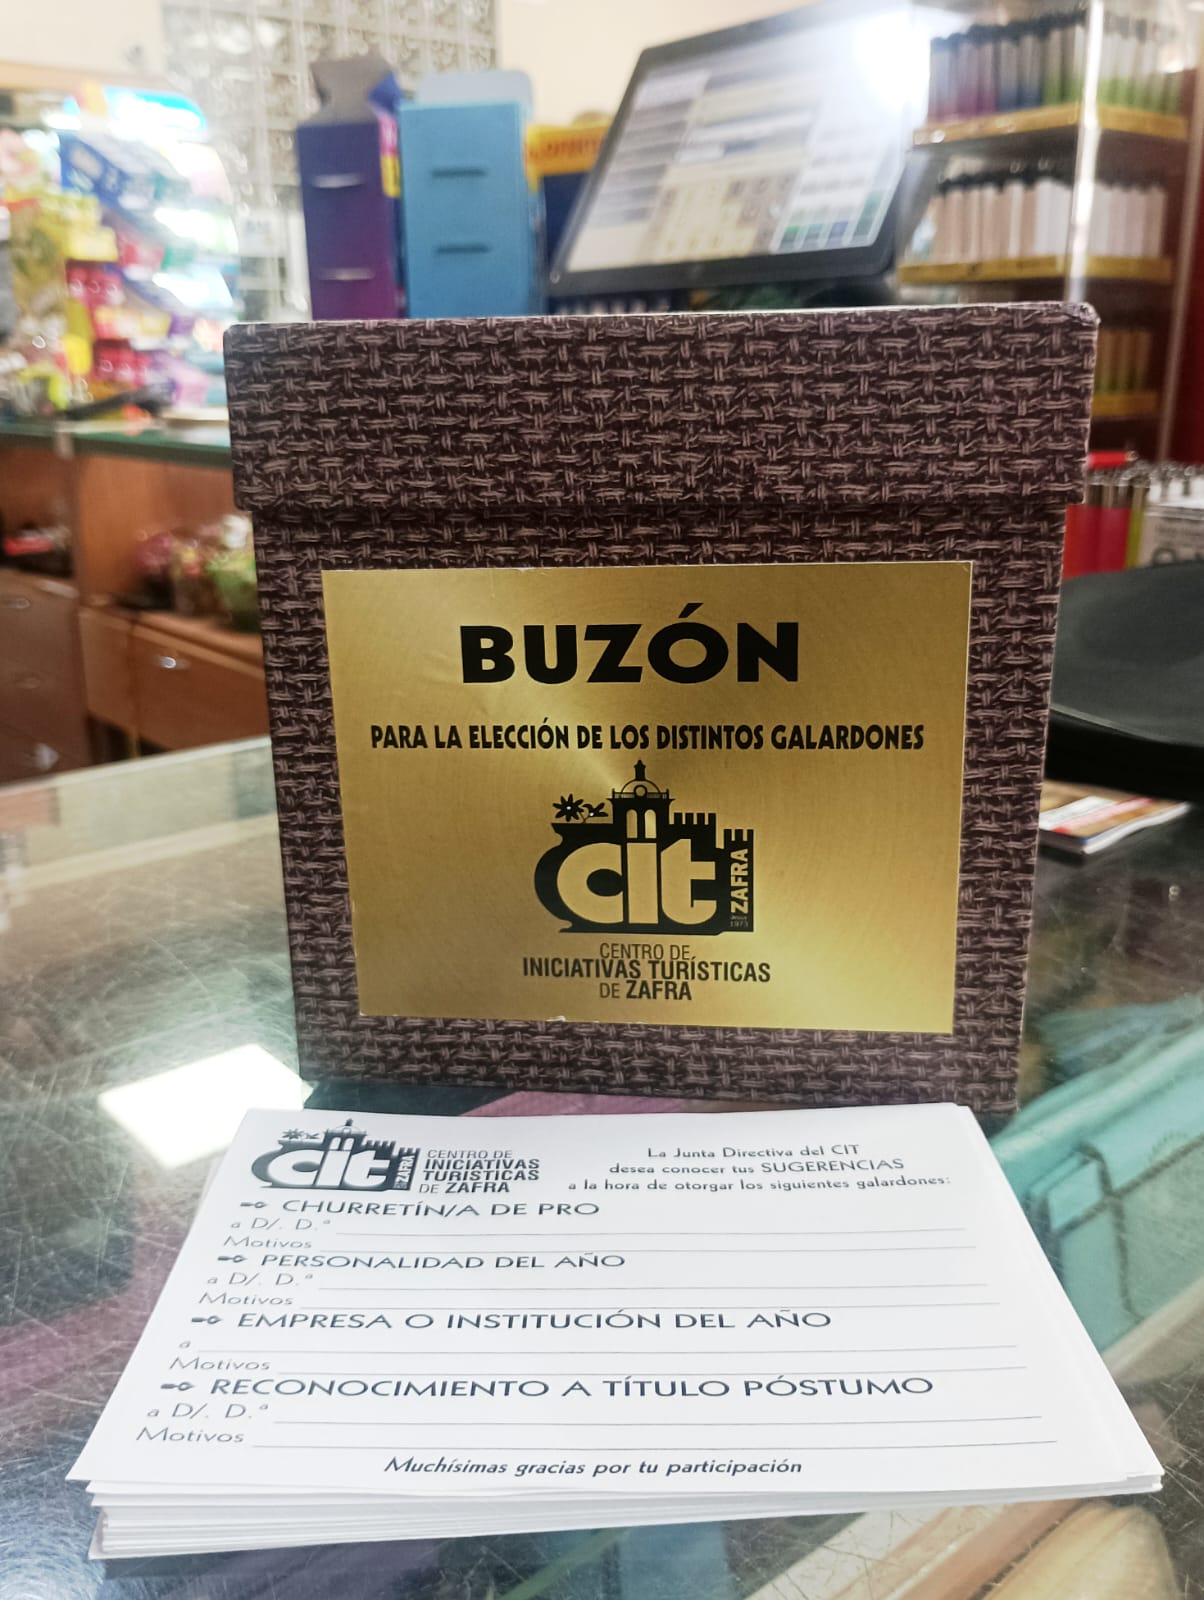 BUZÓN
PARA LA ELECCIÓN DE LOS DISTINTOS GALARDONES
cit
ZAFRA
Desde 1973
CENTRO DE
INICIATIVAS TURÍSTICAS
DE ZAFRA
cit
ZAFRA
CENTRO DE
INICIATIVAS
TURÍSTICAS
DE ZAFRA
La Junta Directiva del CIT
desea conocer tus SUGERENCIAS
a la hora de otorgar los siguientes galardones:
CHURRETÍN/A DE PRO
a D/. D.ª
Motivos
PERSONALIDAD DEL AÑO
a D/. D.ª
Motivos
EMPRESA O INSTITUCIÓN DEL AÑO
a
Motivos
RECONOCIMIENTO A TÍTULO PÓSTUMO
a D/. D.ª
Motivos
Muchísimas gracias por tu participación